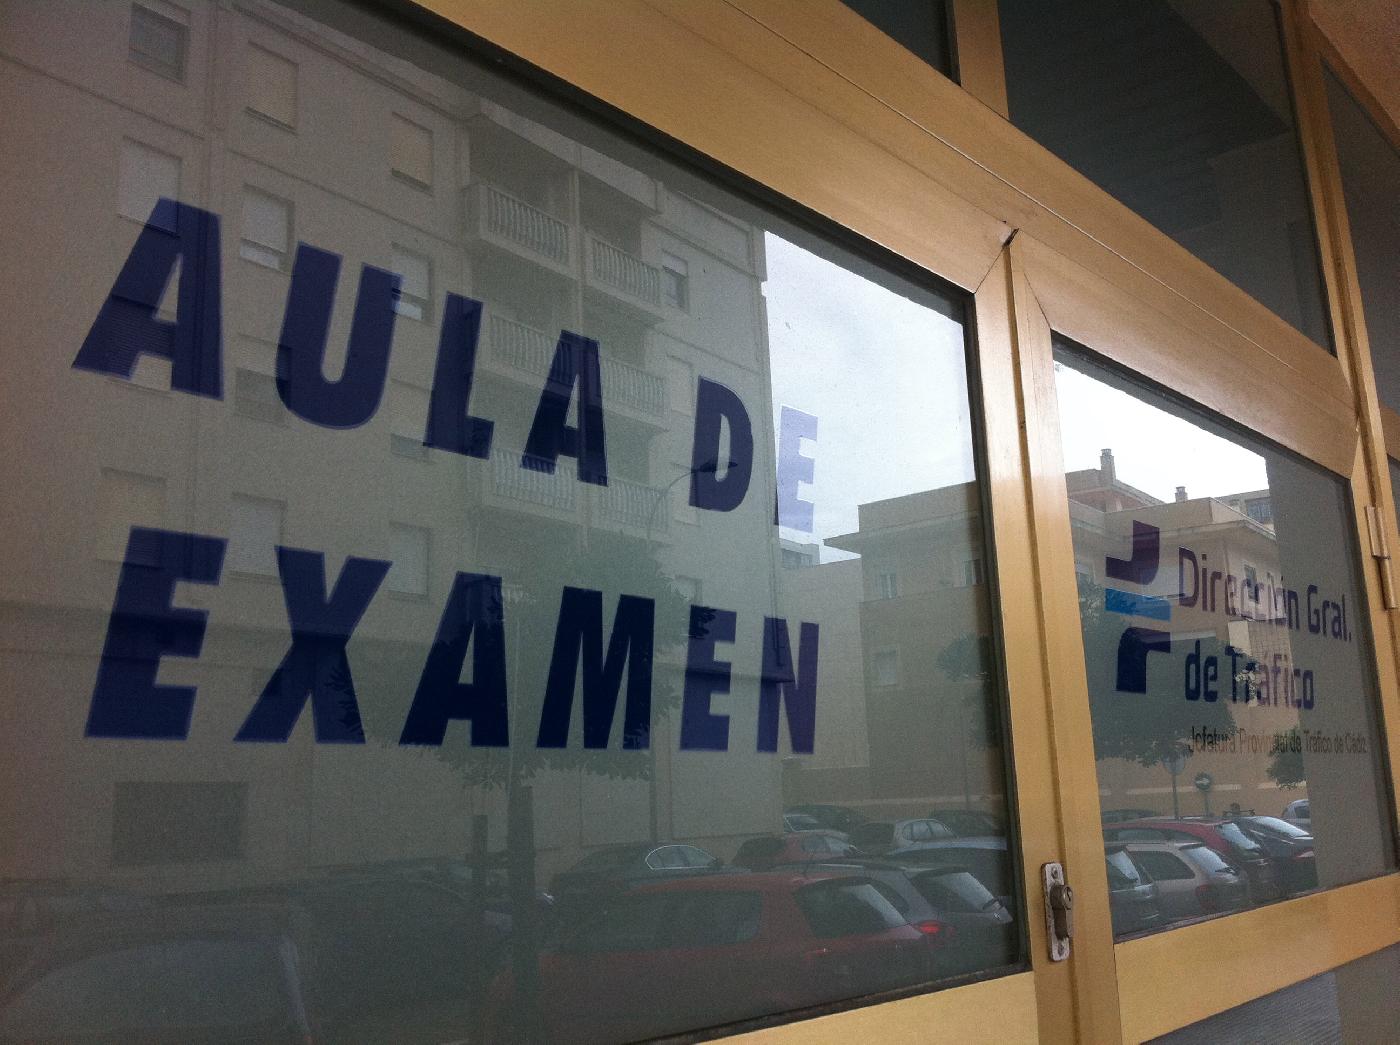 AULA DE
EXAMEN
Dirección Gral.
de Tráfico
Jefatura Provincial de Tráfico de Cádiz